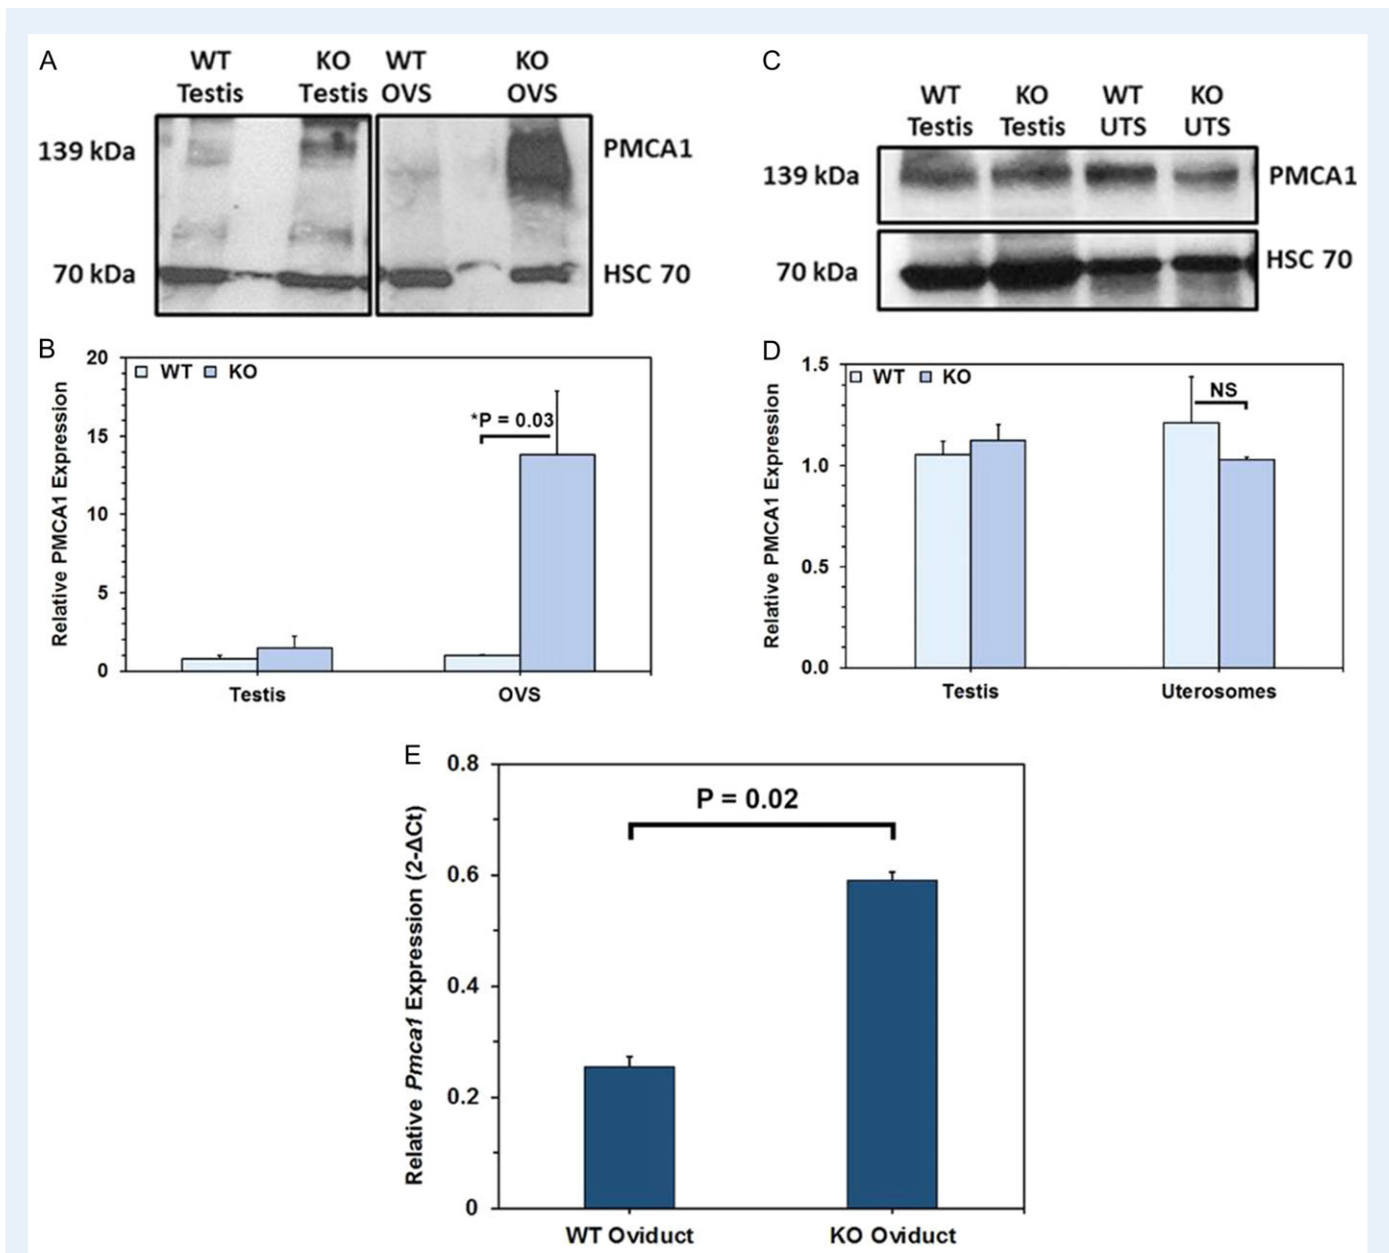 A
WT KO WT KO
Testis Testis OVS OVS
139 kDa PMCA1
70 kDa HSC 70
C
WT KO WT KO
Testis Testis UTS UTS
139 kDa PMCA1
70 kDa HSC 70
B
Relative PMCA1 Expression
20
15
10
5
0
WT KO
*P = 0.03
Testis OVS
D
Relative PMCA1 Expression
1.5
1.0
0.5
0.0
WT KO
NS
Testis Uterosomes
E
Relative Pmca1 Expression (2-ΔCt)
0.8
0.6
0.4
0.2
0
P = 0.02
WT Oviduct KO Oviduct